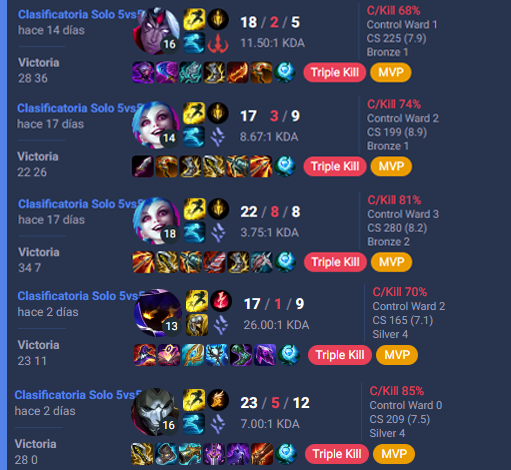 Clasificatoria Solo 5vs5
hace 14 días
Victoria
28 36
16
18 / 2 / 5
11.50:1 KDA
C/Kill 68%
Control Ward 1
CS 225 (7.9)
Bronze 1
Triple Kill
MVP
Clasificatoria Solo 5vs5
hace 17 días
Victoria
22 26
14
17 / 3 / 9
8.67:1 KDA
C/Kill 74%
Control Ward 2
CS 199 (8.9)
Bronze 1
Triple Kill
MVP
Clasificatoria Solo 5vs5
hace 17 días
Victoria
34 7
18
22 / 8 / 8
3.75:1 KDA
C/Kill 81%
Control Ward 3
CS 280 (8.2)
Bronze 2
Triple Kill
MVP
Clasificatoria Solo 5vs5
hace 2 días
Victoria
23 11
13
17 / 1 / 9
26.00:1 KDA
C/Kill 70%
Control Ward 2
CS 165 (7.1)
Silver 4
Triple Kill
MVP
Clasificatoria Solo 5vs5
hace 2 días
Victoria
28 0
16
23 / 5 / 12
7.00:1 KDA
C/Kill 85%
Control Ward 0
CS 209 (7.5)
Silver 4
Triple Kill
MVP